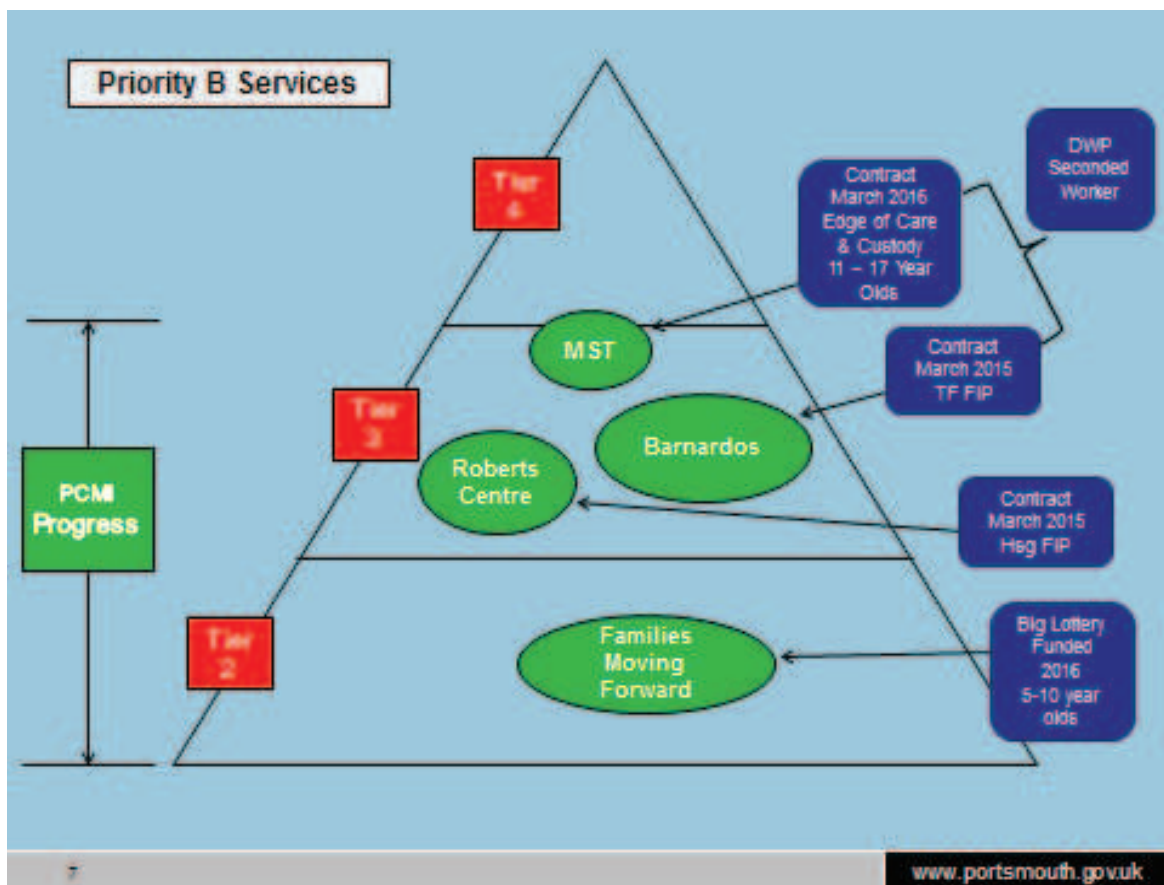 Priority B Services
Tier
4
DWP
Seconded
Worker
Contract
March 2016
Edge of Care
& Custody
11 – 17 Year
Olds
MST
Contract
March 2015
TF FIP
Tier
3
Barnardos
Roberts
Centre
PCMI
Progress
Contract
March 2015
Hsg FIP
Tier
2
Families
Moving
Forward
Big Lottery
Funded
2016
5-10 year
olds
7
www.portsmouth.gov.uk